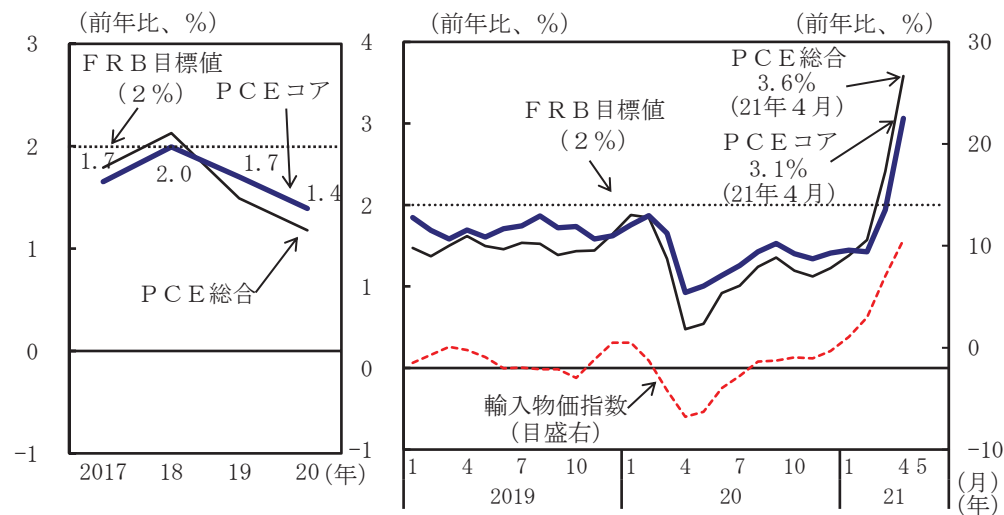 (前年比、%)
3
2
1
0
-1
ＦＲＢ目標値
(２%)
ＰＣＥコア
1.7
2.0
1.7
1.4
ＰＣＥ総合
2017 18 19 20 (年)
(前年比、%)
(前年比、%)
4
3
2
1
0
-1
30
20
10
0
-10
ＦＲＢ目標値
(２%)
ＰＣＥ総合
3.6%
(21年４月)
ＰＣＥコア
3.1%
(21年４月)
輸入物価指数
(目盛右)
1 4 7 10 1 4 7 10 1 4 5 (月)
2019 20 21 (年)